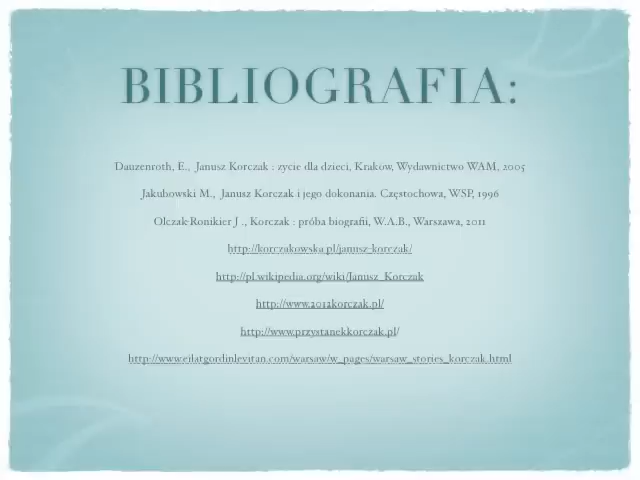 BIBLIOGRAFIA:
Dauzenroth, E., Janusz Korczak : zycie dla dzieci, Krakow, Wydawnictwo WAM, 2005
Jakubowski M., Janusz Korczak i jego dokonania. Częstochowa, WSP, 1996
Olczak-Ronikier J ., Korczak : próba biografii, W.A.B., Warszawa, 2011
http://korczakowska.pl/janusz-korczak/
http://pl.wikipedia.org/wiki/Janusz_Korczak
http://www.2012korczak.pl/
http://www.przystanekkorczak.pl/
http://www.eilatgordinlevitan.com/warsaw/w_pages/warsaw_stories_korczak.html